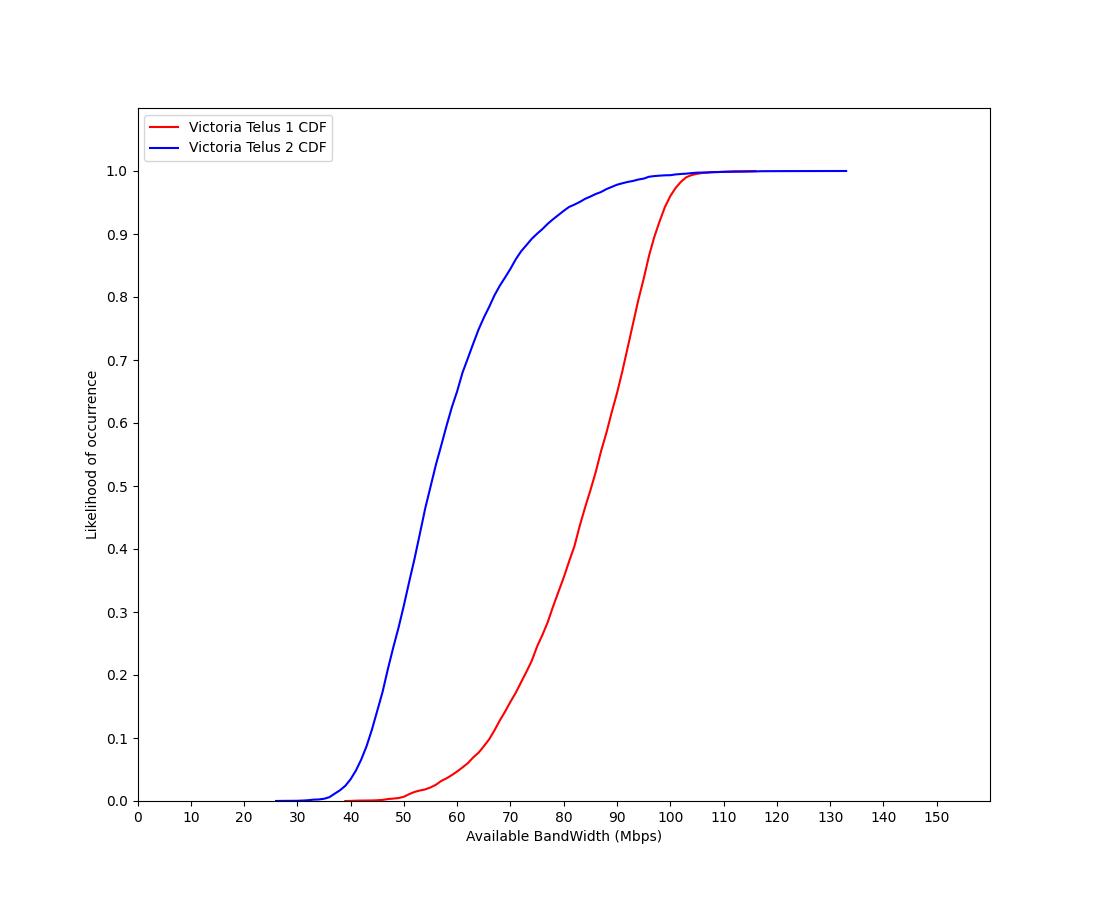 Victoria Telus 1 CDF
Victoria Telus 2 CDF
1.0
0.9
0.8
0.7
0.6
0.5
0.4
0.3
0.2
0.1
0.0
Likelihood of occurrence
0 10 20 30 40 50 60 70 80 90 100 110 120 130 140 150
Available BandWidth (Mbps)